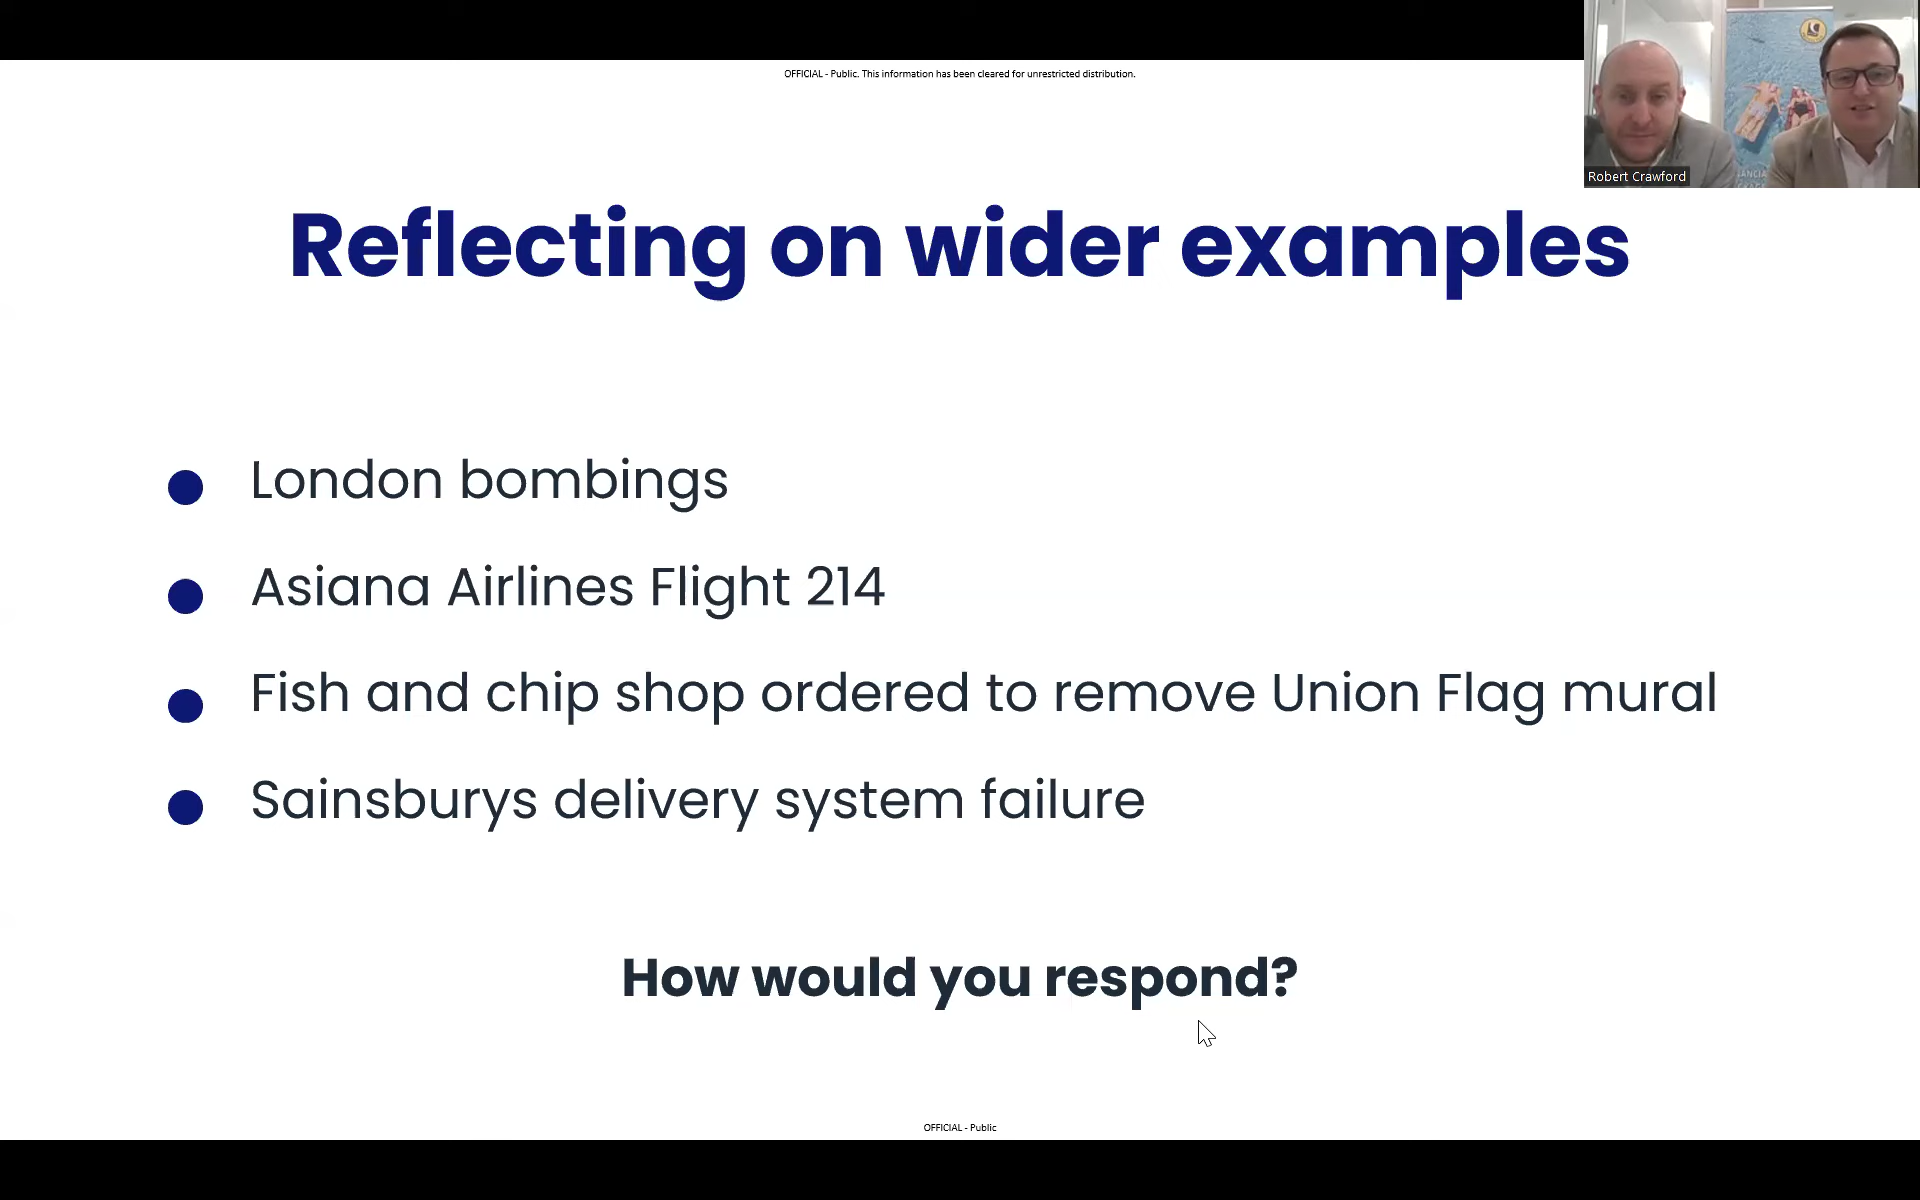 OFFICIAL - Public. This information has been cleared for unrestricted distribution.
Robert Crawford
Reflecting on wider examples
London bombings
Asiana Airlines Flight 214
Fish and chip shop ordered to remove Union Flag mural
Sainsburys delivery system failure
How would you respond?
OFFICIAL - Public